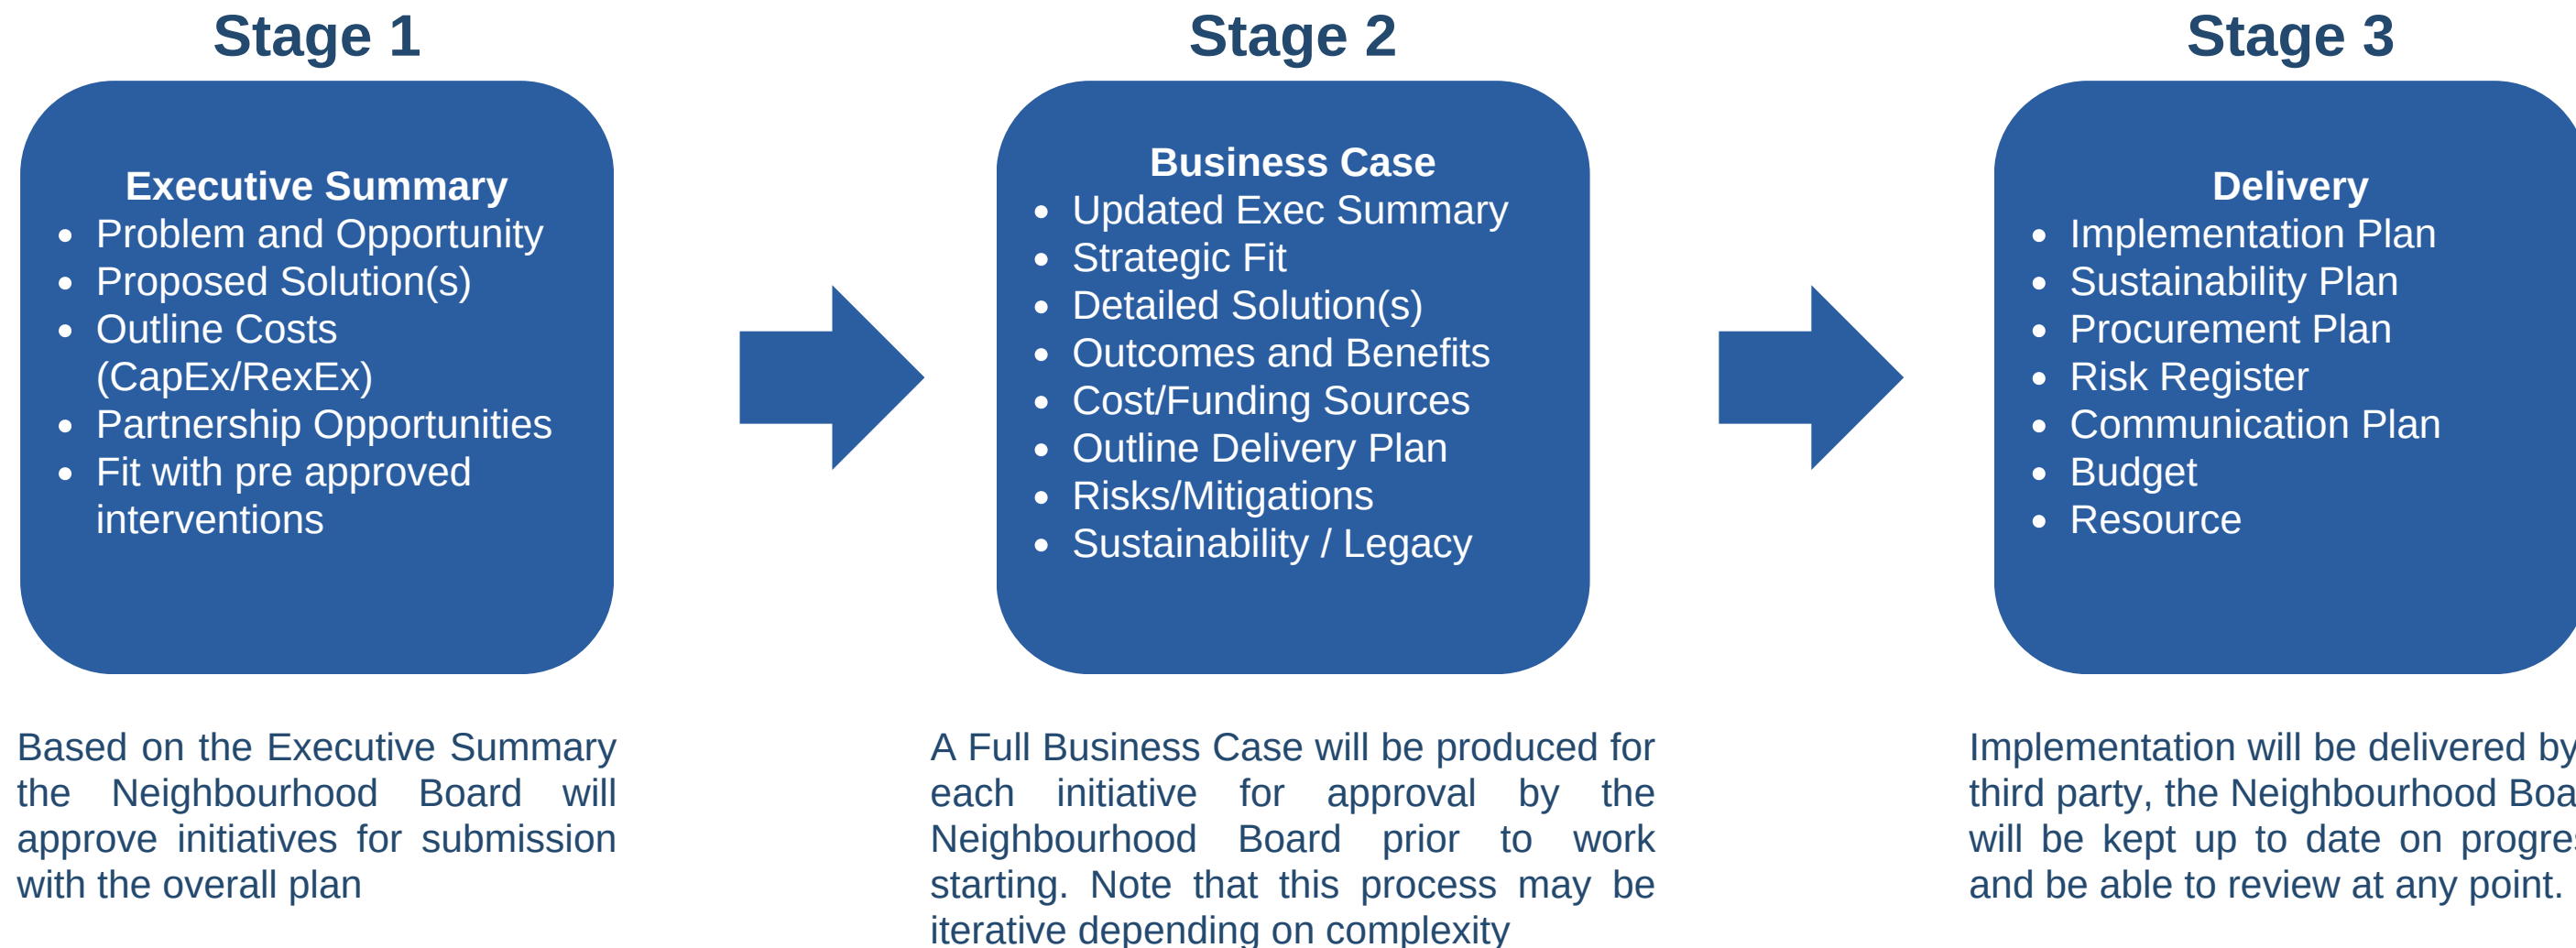 Stage 1
Executive Summary
• Problem and Opportunity
• Proposed Solution(s)
• Outline Costs
(CapEx/RexEx)
• Partnership Opportunities
• Fit with pre approved
interventions
Based on the Executive Summary
the Neighbourhood Board will
approve initiatives for submission
with the overall plan
Stage 2
Business Case
• Updated Exec Summary
• Strategic Fit
• Detailed Solution(s)
• Outcomes and Benefits
• Cost/Funding Sources
• Outline Delivery Plan
• Risks/Mitigations
• Sustainability / Legacy
A Full Business Case will be produced for
each initiative for approval by the
Neighbourhood Board prior to work
starting. Note that this process may be
iterative depending on complexity
Stage 3
Delivery
• Implementation Plan
• Sustainability Plan
• Procurement Plan
• Risk Register
• Communication Plan
• Budget
• Resource
Implementation will be delivered by
third party, the Neighbourhood
will be kept up to date on
and be able to review at any point.